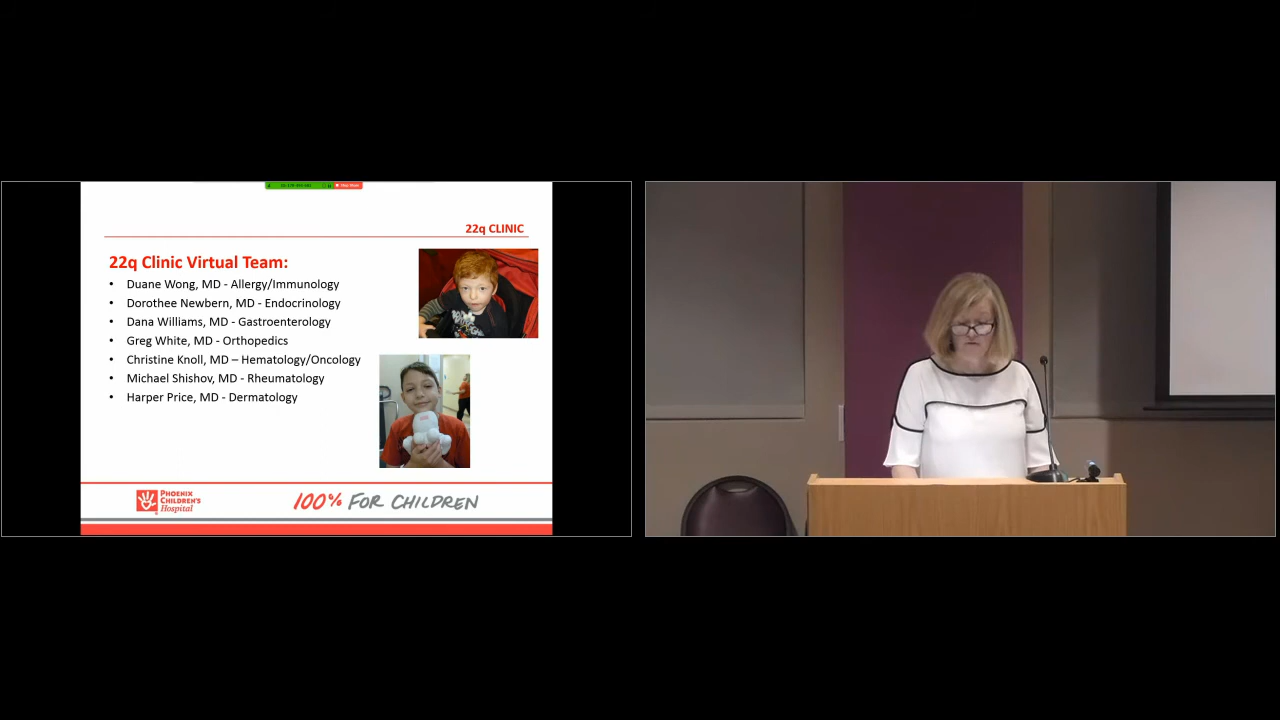 22q CLINIC
22q Clinic Virtual Team:
• Duane Wong, MD - Allergy/Immunology
• Dorothee Newbern, MD - Endocrinology
• Dana Williams, MD - Gastroenterology
• Greg White, MD - Orthopedics
• Christine Knoll, MD – Hematology/Oncology
• Michael Shishov, MD - Rheumatology
• Harper Price, MD - Dermatology
PHOENIX
CHILDREN'S
Hospital
100% FOR CHILDREN